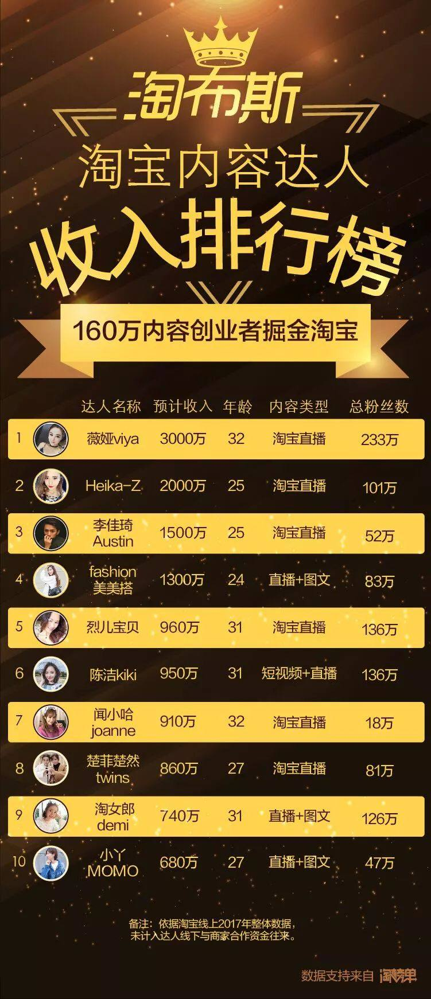 淘布斯
淘宝内容达人
收入排行榜
160万内容创业者掘金淘宝
达人名称 预计收入 年龄 内容类型 总粉丝数
1 薇娅viya 3000万 32 淘宝直播 233万
2 Heika-Z 2000万 25 淘宝直播 101万
3 李佳琦 Austin 1500万 25 淘宝直播 52万
4 fashion 美美搭 1300万 24 直播+图文 83万
5 烈儿宝贝 960万 31 淘宝直播 136万
6 陈洁kiki 950万 31 短视频+直播 136万
7 闻小哈 joanne 910万 32 淘宝直播 18万
8 楚菲楚然 twins 860万 27 淘宝直播 81万
9 淘女郎 demi 740万 31 直播+图文 126万
10 小丫 MOMO 680万 27 直播+图文 47万
备注：依据淘宝线上2017年整体数据，
未计入达人线下与商家合作资金往来。
数据支持来自 淘榜单